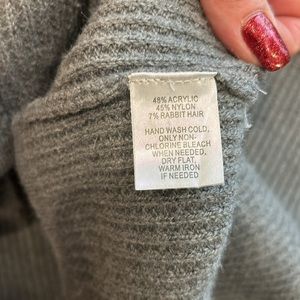 48% ACRYLIC
45% NYLON
7% RABBIT HAIR
HAND WASH COLD,
ONLY NON-
CHLORINE BLEACH
WHEN NEEDED,
DRY FLAT,
WARM IRON
IF NEEDED